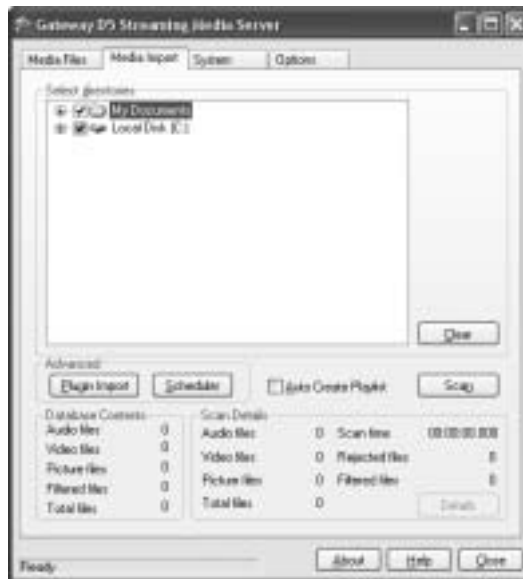 Gateway D5 Streaming Media Server
Media Files Media Import System Options
Select directories
My Documents
Local Disk (C:)
Clear
Advanced
Plugin Import Scheduler Auto Create Playlist Scan
Database Contents Scan Details
Audio files 0 Audio files 0 Scan time 00:00:00.000
Video files 0 Video files 0 Rejected files 0
Picture files 0 Picture files 0 Filtered files 0
Filtered files 0 Total files 0 Details
Total files 0
Ready About Help Close